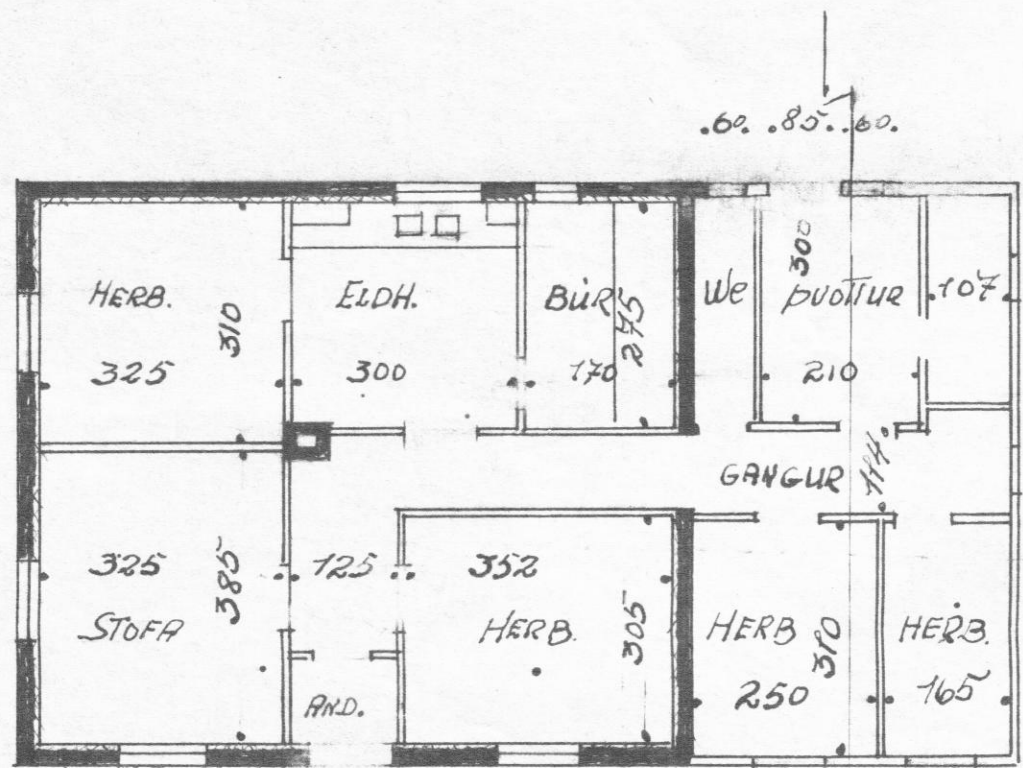 .60. .85..60.
HERB.
310
325
ELDH.
300
BÚR
275
170
We
300
ÞVOTTUR
210
.107.
GANGUR
114
325
385
STOFA
125
AND.
352
HERB.
305
HERB
310
250
HERB.
165